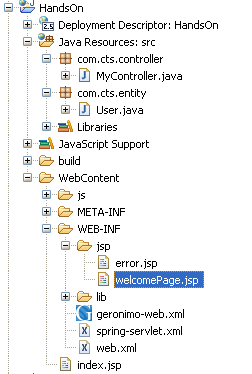 HandsOn
2.5 Deployment Descriptor: HandsOn
Java Resources: src
com.cts.controller
MyController.java
com.cts.entity
User.java
Libraries
JavaScript Support
build
WebContent
js
META-INF
WEB-INF
jsp
error.jsp
welcomePage.jsp
lib
geronimo-web.xml
spring-servlet.xml
web.xml
index.jsp